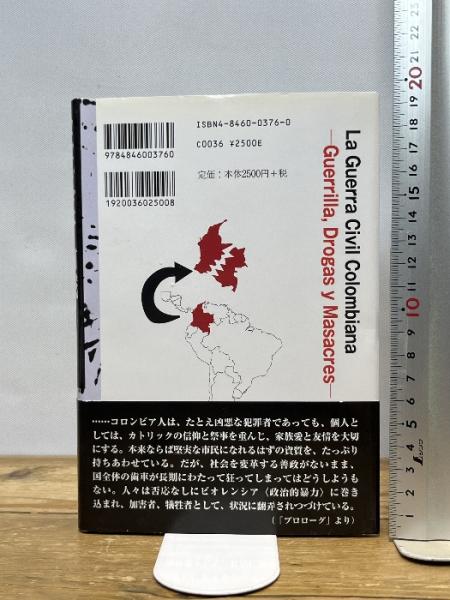 ISBN4-8460-0376-0
C0036 ¥2500E
定価：本体2500円＋税
9784846003760
1920036025008
La Guerra Civil Colombiana
—Guerrilla, Drogas y Masacres—
……コロンビア人は、たとえ凶悪な犯罪者であっても、個人
としては、カトリックの信仰と祭事を重んじ、家族愛と友情を大切
にする。本来ならば堅実な市民になれるはずの資質を、たっぷり
持ちあわせている。だが、社会を変革する善政がないまま、
国全体の歯車が長期にわたって狂ってしまってはどうしようも
ない。人々は否応なしにビオレンシア（政治的暴力）に巻き
込まれ、加害者、犠牲者として、状況に翻弄されつづけている。
（「プロローグ」より）
20
10